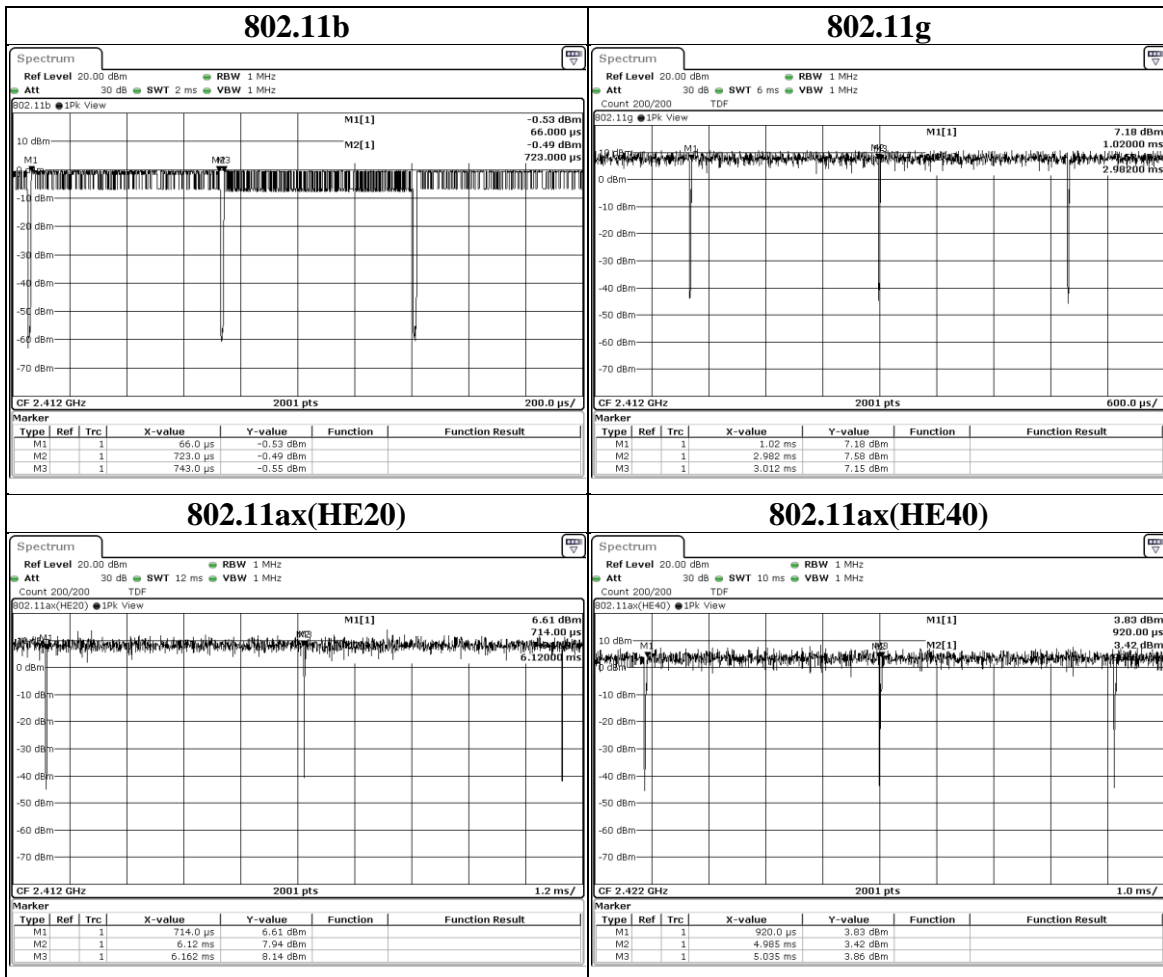 802.11b
Spectrum
Ref Level 20.00 dBm RBW 1 MHz
Att 30 dB SWT 2 ms VBW 1 MHz
802.11b 1Pk View
M1[1] -0.53 dBm
66.000 µs
M2[1] -0.49 dBm
723.000 µs
10 dBm
M1
-10 dBm
-20 dBm
-30 dBm
-40 dBm
-50 dBm
-60 dBm
-70 dBm
CF 2.412 GHz 2001 pts 200.0 µs/
Marker
Type Ref Trc X-value Y-value Function Function Result
M1 1 66.0 µs -0.53 dBm
M2 1 723.0 µs -0.49 dBm
M3 1 743.0 µs -0.55 dBm
802.11g
Spectrum
Ref Level 20.00 dBm RBW 1 MHz
Att 30 dB SWT 6 ms VBW 1 MHz
Count 200/200 TDF
802.11g 1Pk View
M1[1] 7.18 dBm
1.02000 ms
2.98200 ms
M1
0 dBm
-10 dBm
-20 dBm
-30 dBm
-40 dBm
-50 dBm
-60 dBm
-70 dBm
CF 2.412 GHz 2001 pts 600.0 µs/
Marker
Type Ref Trc X-value Y-value Function Function Result
M1 1 1.02 ms 7.18 dBm
M2 1 2.982 ms 7.58 dBm
M3 1 3.012 ms 7.15 dBm
802.11ax(HE20)
Spectrum
Ref Level 20.00 dBm RBW 1 MHz
Att 30 dB SWT 12 ms VBW 1 MHz
Count 200/200 TDF
802.11ax(HE20) 1Pk View
M1[1] 6.61 dBm
714.00 µs
6.12000 ms
0 dBm
-10 dBm
-20 dBm
-30 dBm
-40 dBm
-50 dBm
-60 dBm
-70 dBm
CF 2.412 GHz 2001 pts 1.2 ms/
Marker
Type Ref Trc X-value Y-value Function Function Result
M1 1 714.0 µs 6.61 dBm
M2 1 6.12 ms 7.94 dBm
M3 1 6.162 ms 8.14 dBm
802.11ax(HE40)
Spectrum
Ref Level 20.00 dBm RBW 1 MHz
Att 30 dB SWT 10 ms VBW 1 MHz
Count 200/200 TDF
802.11ax(HE40) 1Pk View
M1[1] 3.83 dBm
920.00 µs
M2[1] 3.42 dBm
10 dBm
M1
0 dBm
-10 dBm
-20 dBm
-30 dBm
-40 dBm
-50 dBm
-60 dBm
-70 dBm
CF 2.422 GHz 2001 pts 1.0 ms/
Marker
Type Ref Trc X-value Y-value Function Function Result
M1 1 920.0 µs 3.83 dBm
M2 1 4.985 ms 3.42 dBm
M3 1 5.035 ms 3.86 dBm